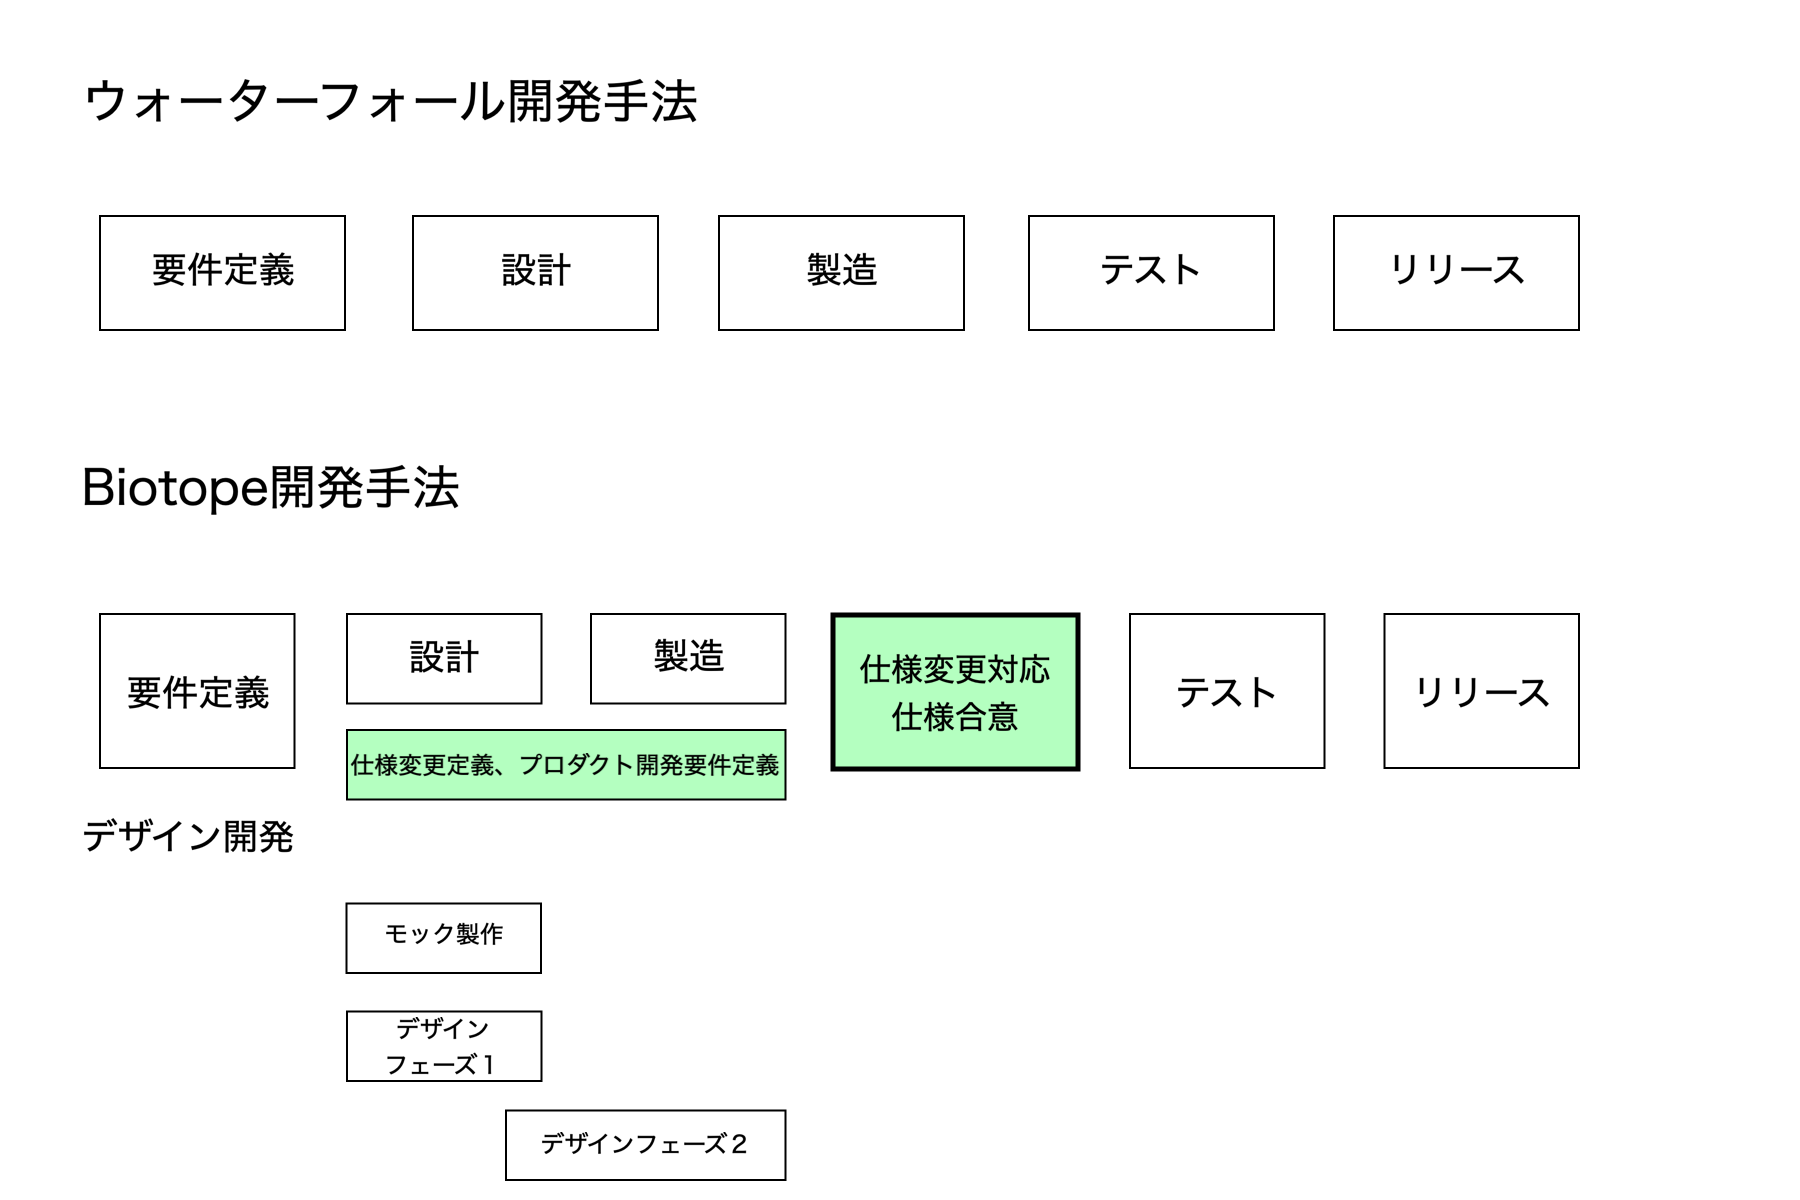 ウォーターフォール開発手法
要件定義
設計
製造
テスト
リリース
Biotope開発手法
要件定義
設計
製造
仕様変更定義、プロダクト開発要件定義
仕様変更対応
仕様合意
テスト
リリース
デザイン開発
モック製作
デザイン
フェーズ１
デザインフェーズ２